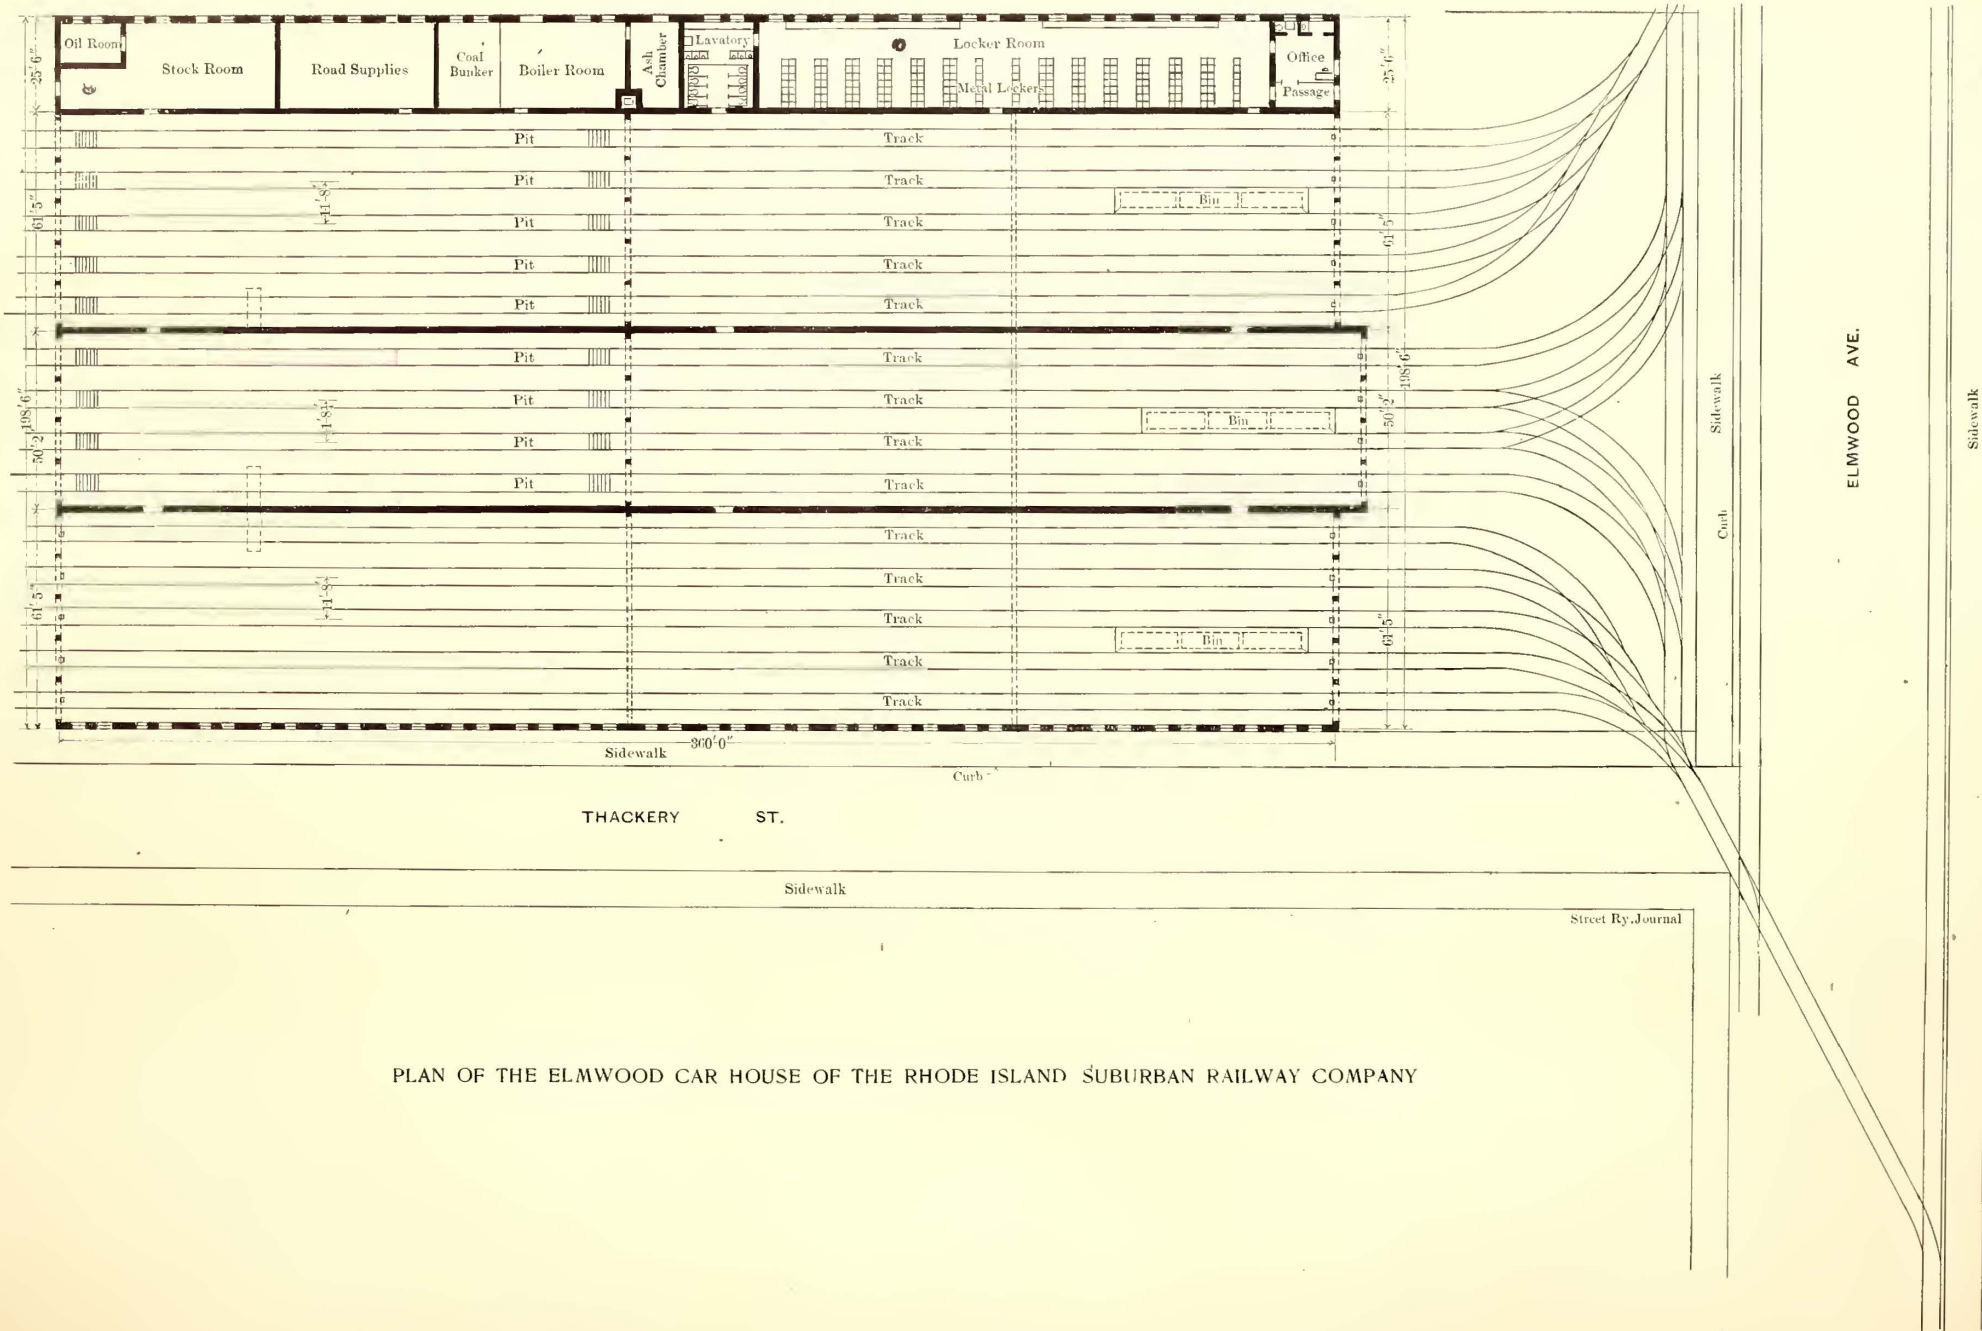 Oil Room
Stock Room
Road Supplies
Coal
Bunker
Boiler Room
Ash
Chamber
Lavatory
Locker Room
Metal Lockers
Office
Passage
25'-6"
25'-6"
Pit
Track
Pit
Track
11'-8"
Bin
61'-5"
61'-5"
Pit
Track
Pit
Track
Pit
Track
Pit
Track
198'-6"
198'-6"
Pit
Track
50'-2"
50'-2"
Bin
Pit
Track
Pit
Track
Track
Track
11'-8"
61'-5"
61'-5"
Track
Bin
Track
Track
360'-0"
Sidewalk
Curb
THACKERY ST.
Sidewalk
Street Ry. Journal
Sidewalk
Curb
ELMWOOD AVE.
Sidewalk
PLAN OF THE ELMWOOD CAR HOUSE OF THE RHODE ISLAND SUBURBAN RAILWAY COMPANY